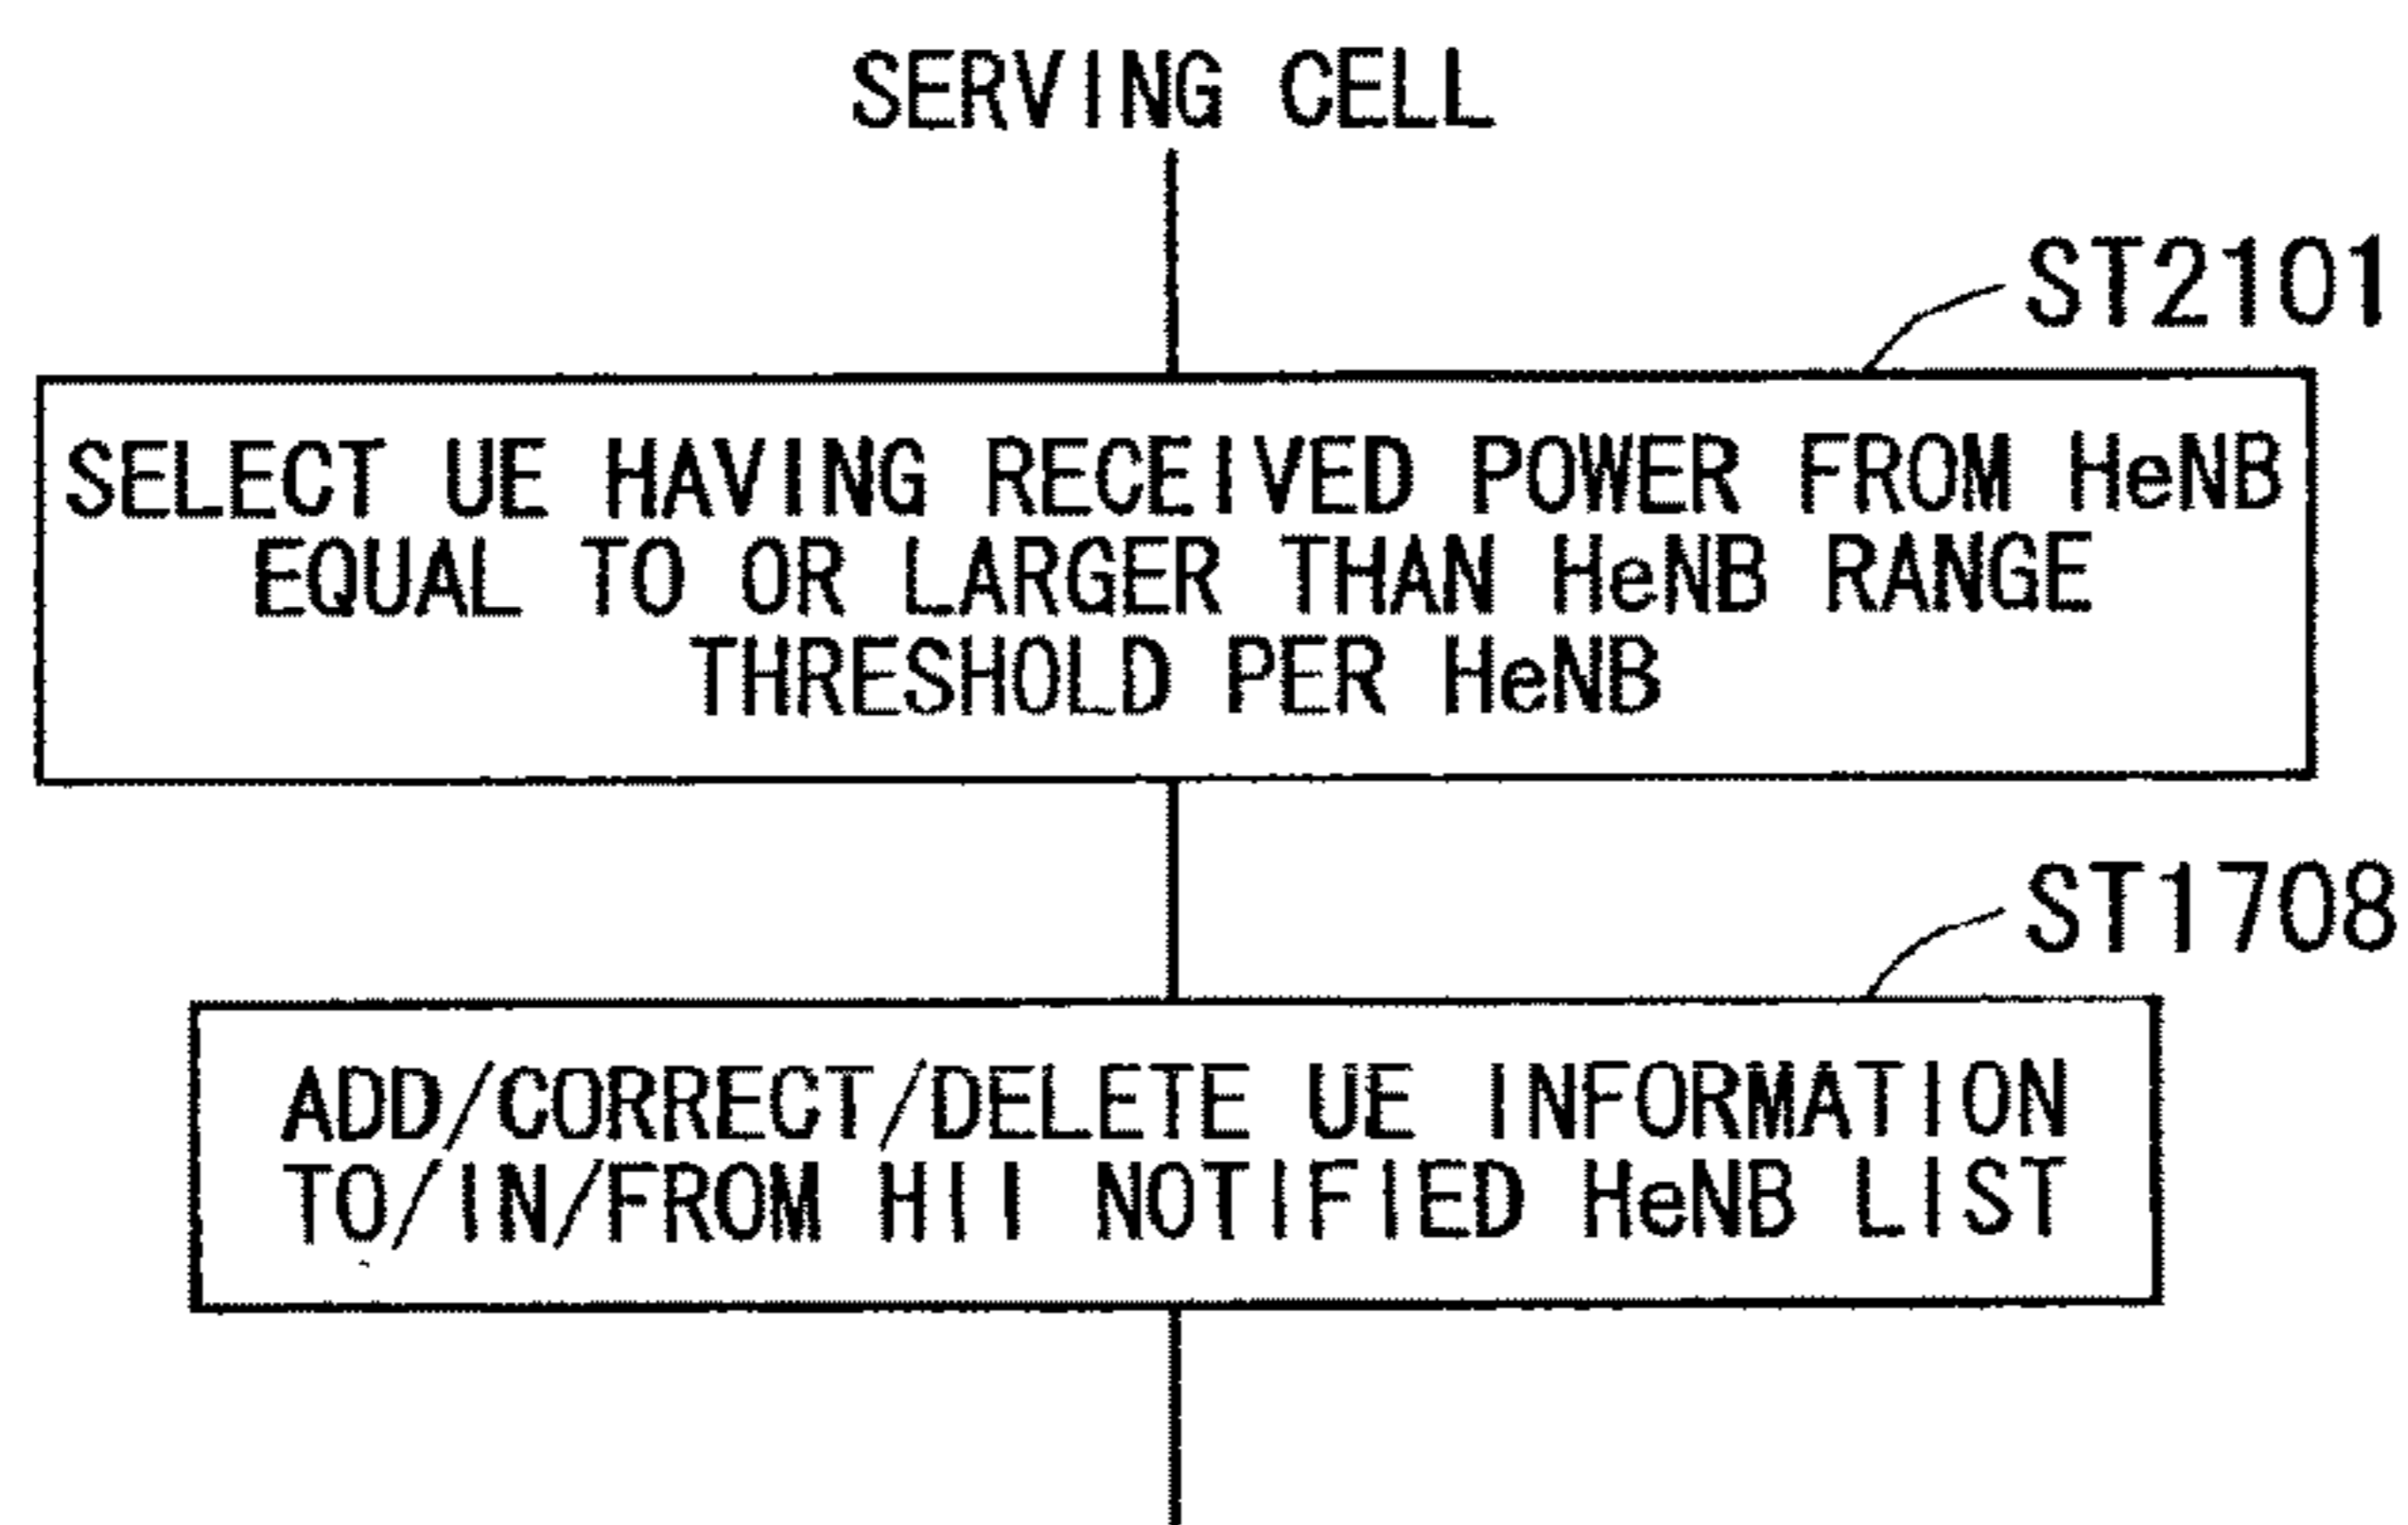 SERVING CELL
ST2101
SELECT UE HAVING RECEIVED POWER FROM HeNB
EQUAL TO OR LARGER THAN HeNB RANGE
THRESHOLD PER HeNB
ST1708
ADD/CORRECT/DELETE UE INFORMATION
TO/IN/FROM HII NOTIFIED HeNB LIST